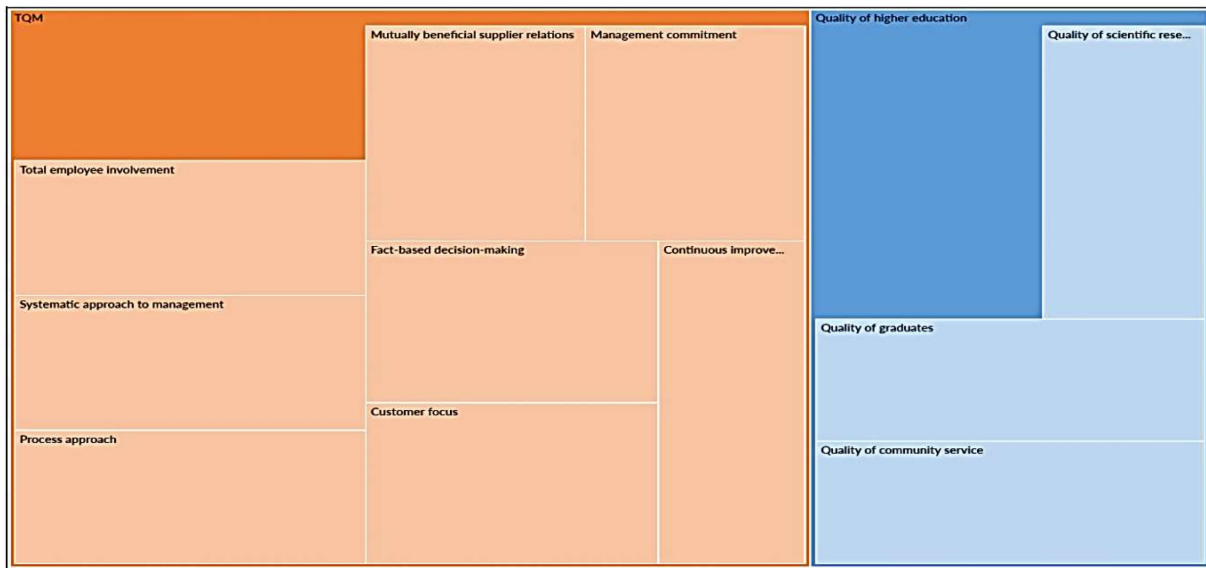 TQM
Total employee involvement
Systematic approach to management
Process approach
Mutually beneficial supplier relations
Management commitment
Fact-based decision-making
Continuous improve...
Customer focus
Quality of higher education
Quality of scientific rese...
Quality of graduates
Quality of community service